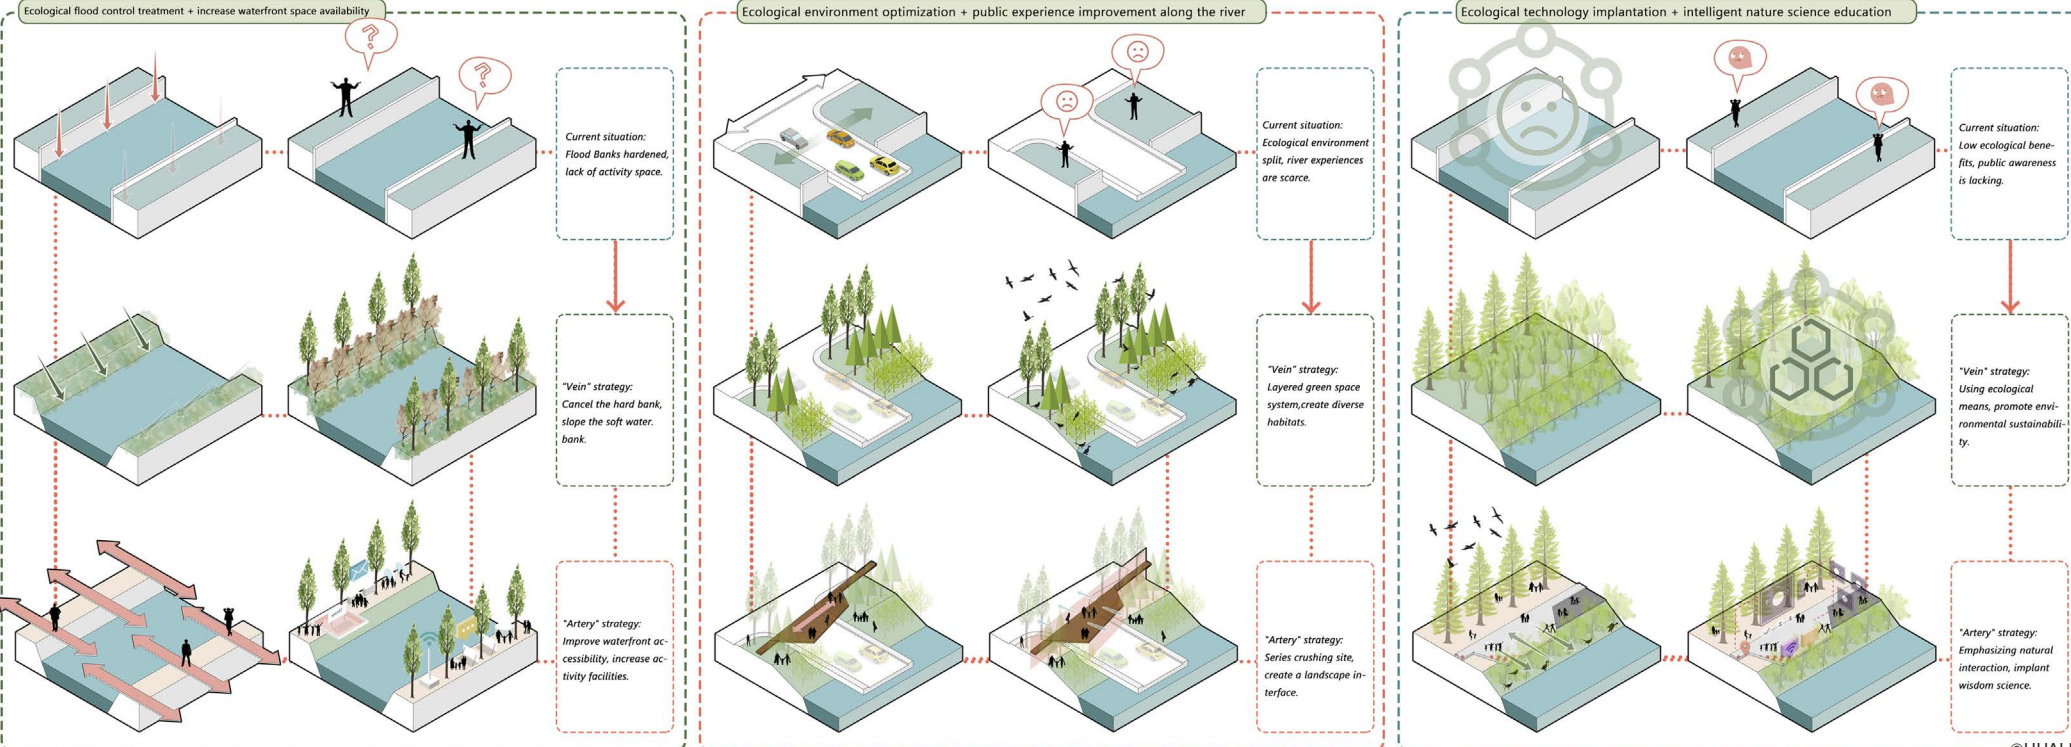 Ecological flood control treatment + increase waterfront space availability
Current situation:
Flood Banks hardened,
lack of activity space.
"Vein" strategy:
Cancel the hard bank,
slope the soft water.
bank.
"Artery" strategy:
Improve waterfront ac-
cessibility, increase ac-
tivity facilities.
Ecological environment optimization + public experience improvement along the river
Current situation:
Ecological environment
split, river experiences
are scarce.
"Vein" strategy:
Layered green space
system,create diverse
habitats.
"Artery" strategy:
Series crushing site,
create a landscape in-
terface.
Ecological technology implantation + intelligent nature science education
Current situation:
Low ecological bene-
fits, public awareness
is lacking.
"Vein" strategy:
Using ecological
means, promote envi-
ronmental sustainabili-
ty.
"Artery" strategy:
Emphasizing natural
interaction, implant
wisdom science.